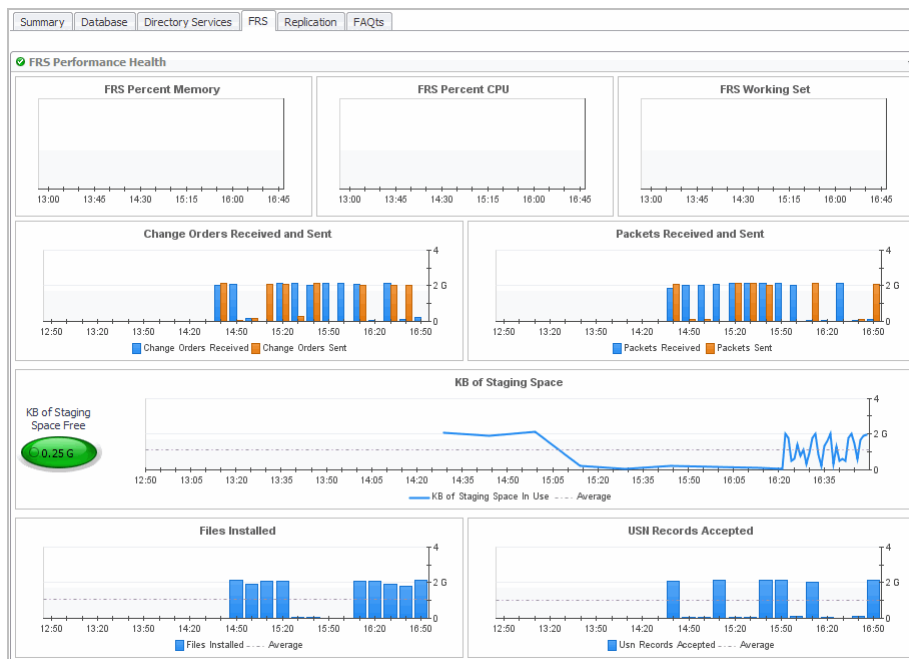 Summary Database Directory Services FRS Replication FAQts
FRS Performance Health
FRS Percent Memory FRS Percent CPU FRS Working Set
13:00 13:45 14:30 15:15 16:00 16:45 13:00 13:45 14:30 15:15 16:00 16:45 13:00 13:45 14:30 15:15 16:00 16:45
Change Orders Received and Sent
4
2 G
0
12:50 13:20 13:50 14:20 14:50 15:20 15:50 16:20 16:50
Change Orders Received Change Orders Sent
Packets Received and Sent
4
2 G
0
12:50 13:20 13:50 14:20 14:50 15:20 15:50 16:20 16:50
Packets Received Packets Sent
KB of Staging Space
KB of Staging
Space Free
0.25 G
4
2 G
0
12:50 13:05 13:20 13:35 13:50 14:05 14:20 14:35 14:50 15:05 15:20 15:35 15:50 16:05 16:20 16:35
KB of Staging Space In Use Average
Files Installed
4
2 G
0
12:50 13:20 13:50 14:20 14:50 15:20 15:50 16:20 16:50
Files Installed Average
USN Records Accepted
4
2 G
0
12:50 13:20 13:50 14:20 14:50 15:20 15:50 16:20 16:50
Usn Records Accepted Average